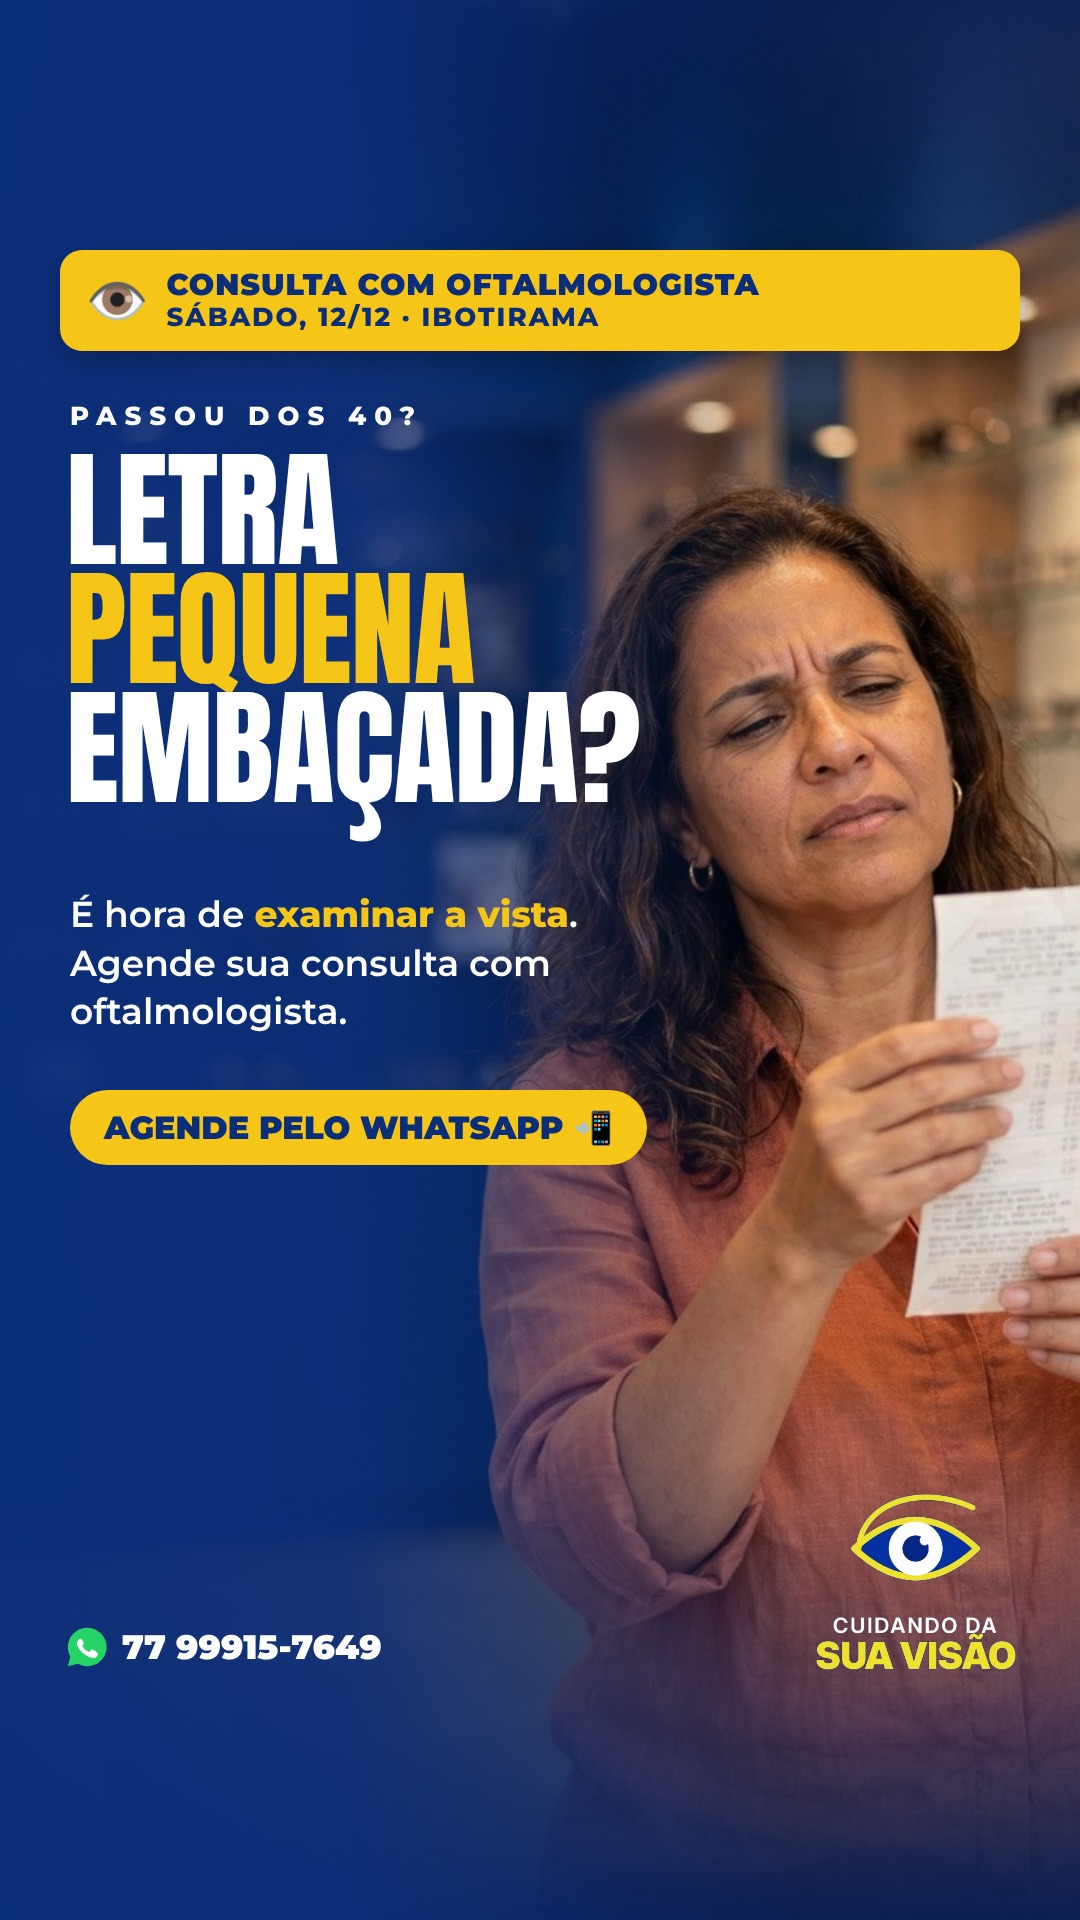 CONSULTA COM OFTALMOLOGISTA
SÁBADO, 12/12 · IBOTIRAMA
PASSOU DOS 40?
LETRA
PEQUENA
EMBAÇADA?
É hora de examinar a vista.
Agende sua consulta com
oftalmologista.
AGENDE PELO WHATSAPP 📲
77 99915-7649
CUIDANDO DA
SUA VISÃO